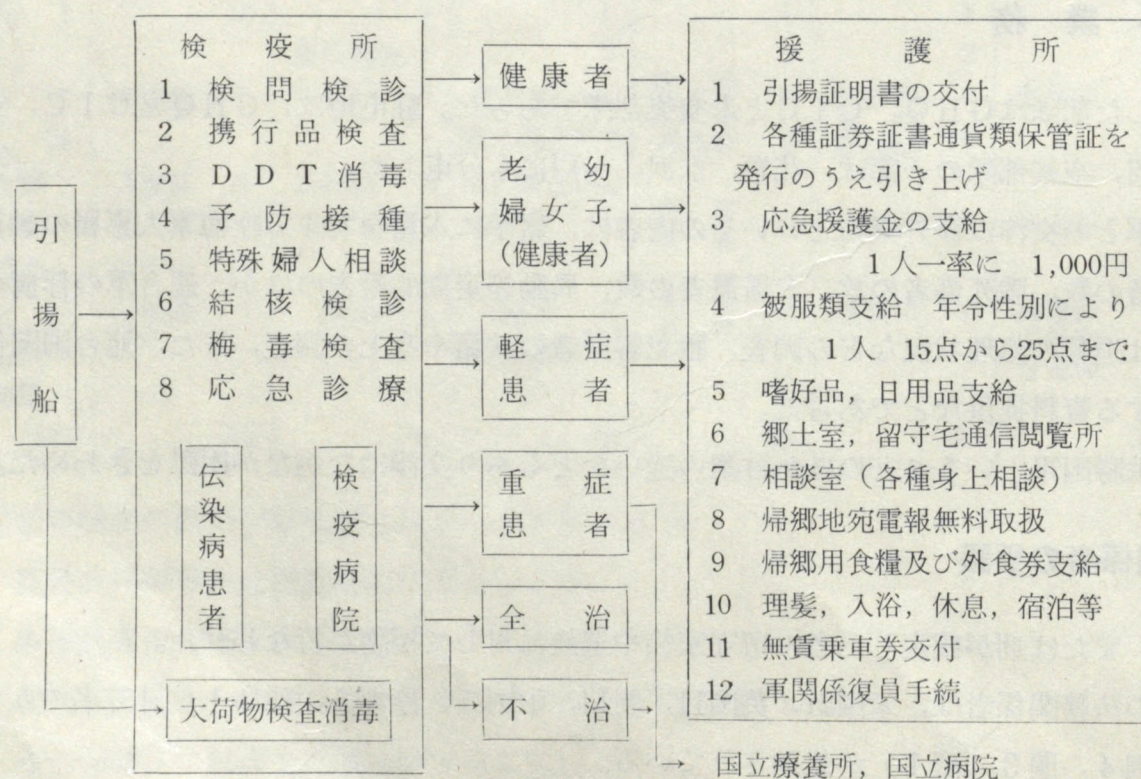 引揚船
検疫所
1 検問検診
2 携行品検査
3 DDT消毒
4 予防接種
5 特殊婦人相談
6 結核検診
7 梅毒検査
8 応急診療
伝染病患者
検疫病院
大荷物検査消毒
健康者
老幼
婦女子
(健康者)
軽症
患者
重症
患者
全治
不治
援護所
1 引揚証明書の交付
2 各種証券証書通貨類保管証を
発行のうえ引き上げ
3 応急援護金の支給
1人一率に 1,000円
4 被服類支給 年令性別により
1人 15点から25点まで
5 嗜好品,日用品支給
6 郷土室,留守宅通信閲覧所
7 相談室(各種身上相談)
8 帰郷地宛電報無料取扱
9 帰郷用食糧及び外食券支給
10 理髪,入浴,休息,宿泊等
11 無賃乗車券交付
12 軍関係復員手続
国立療養所,国立病院